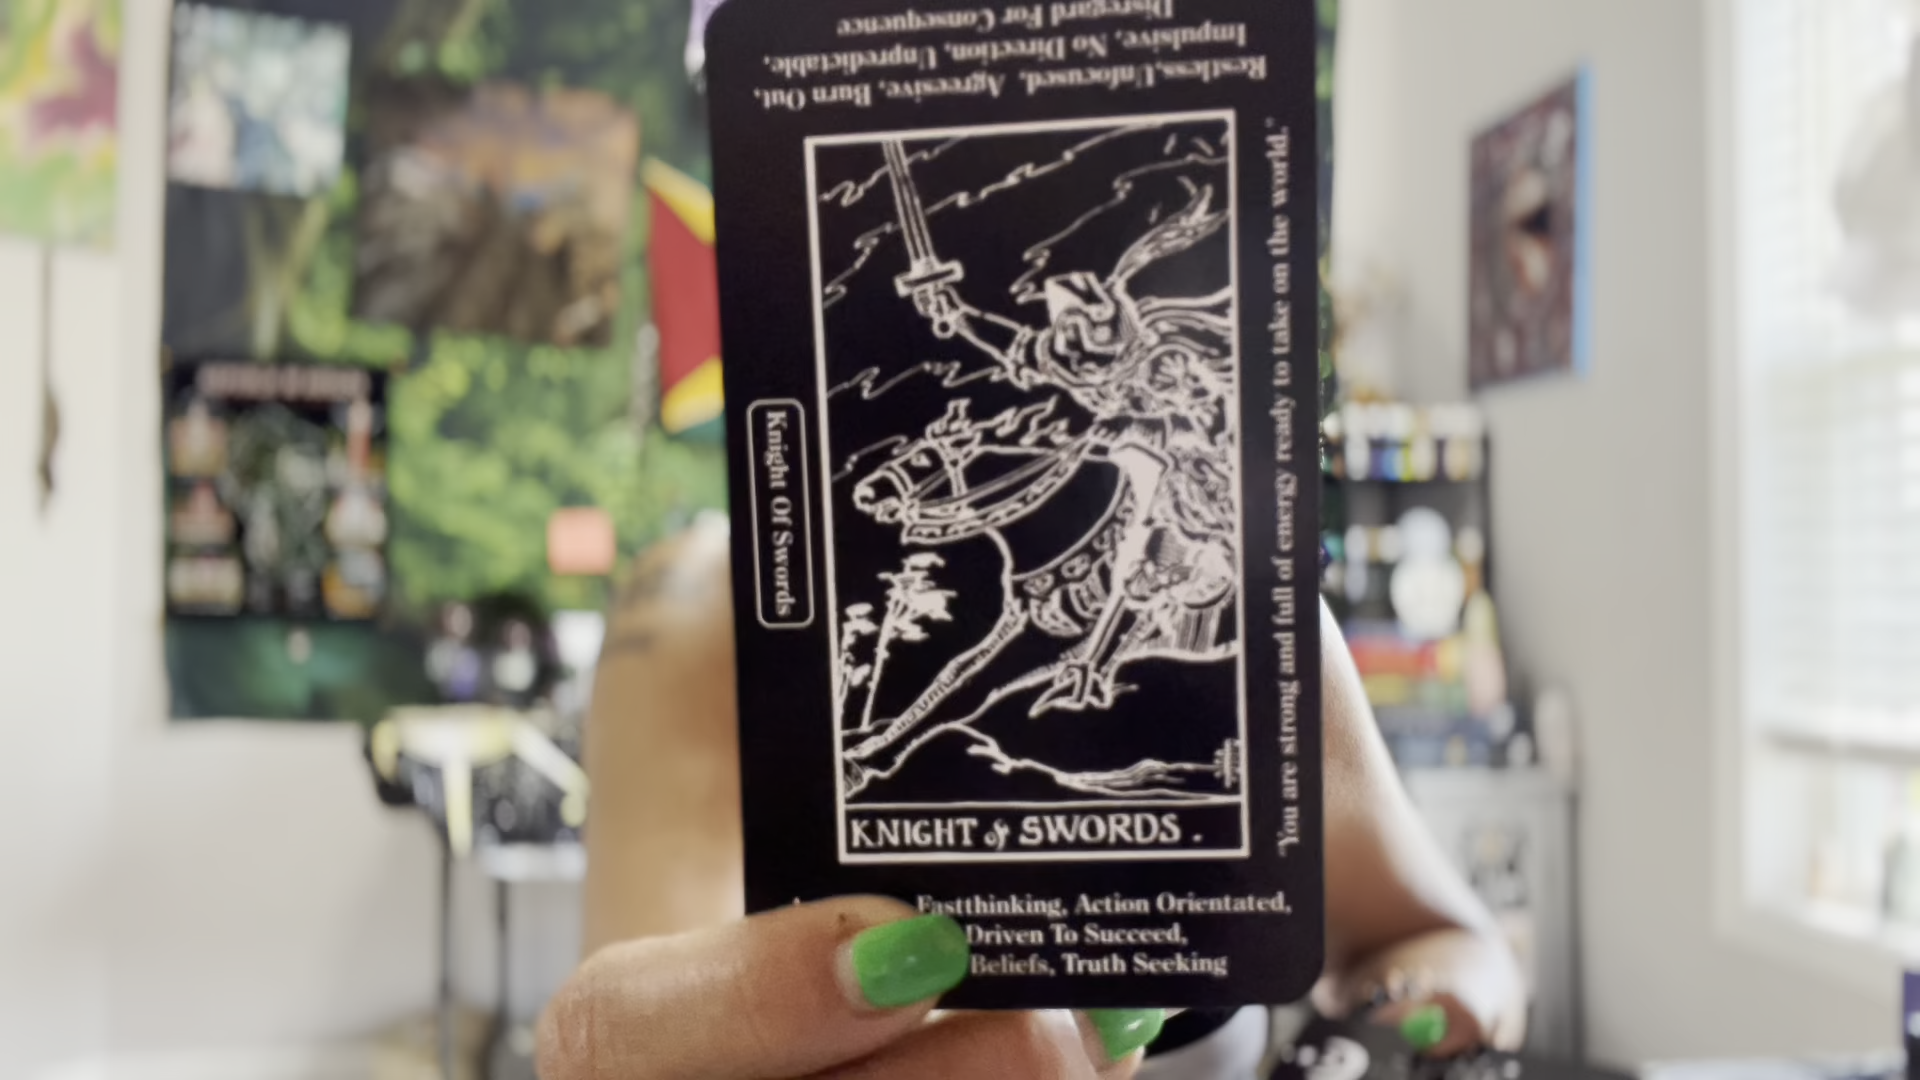 Disregard For Consequence
Impulsive, No Direction, Unpredictable,
Restless,Unfocused, Agreesive, Burn Out,
Knight Of Swords
"You are strong and full of energy ready to take on the world."
KNIGHT of SWORDS.
Fastthinking, Action Orientated,
Driven To Succeed,
Beliefs, Truth Seeking